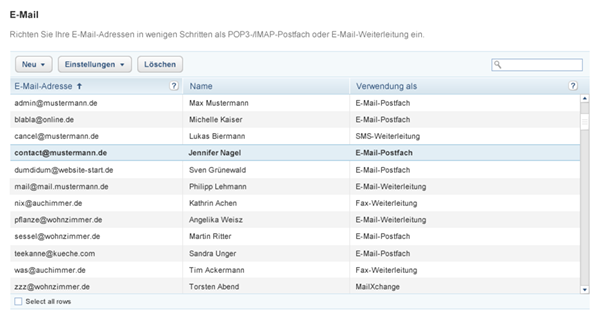 E-Mail
Richten Sie Ihre E-Mail-Adressen in wenigen Schritten als POP3-/IMAP-Postfach oder E-Mail-Weiterleitung ein.
Neu Einstellungen Löschen
E-Mail-Adresse ? Name Verwendung als ?
admin@mustermann.de Max Mustermann E-Mail-Postfach
blabla@online.de Michelle Kaiser E-Mail-Postfach
cancel@mustermann.de Lukas Biermann SMS-Weiterleitung
contact@mustermann.de Jennifer Nagel E-Mail-Postfach
dumdidum@website-start.de Sven Grünewald E-Mail-Postfach
mail@mail.mustermann.de Philipp Lehmann E-Mail-Weiterleitung
nix@auchimmer.de Kathrin Achen Fax-Weiterleitung
pflanze@wohnzimmer.de Angelika Weisz E-Mail-Weiterleitung
sessel@wohnzimmer.de Martin Ritter E-Mail-Postfach
teekanne@kueche.com Sandra Unger E-Mail-Postfach
was@auchimmer.de Tim Ackermann Fax-Weiterleitung
zzz@wohnzimmer.de Torsten Abend MailXchange
Select all rows